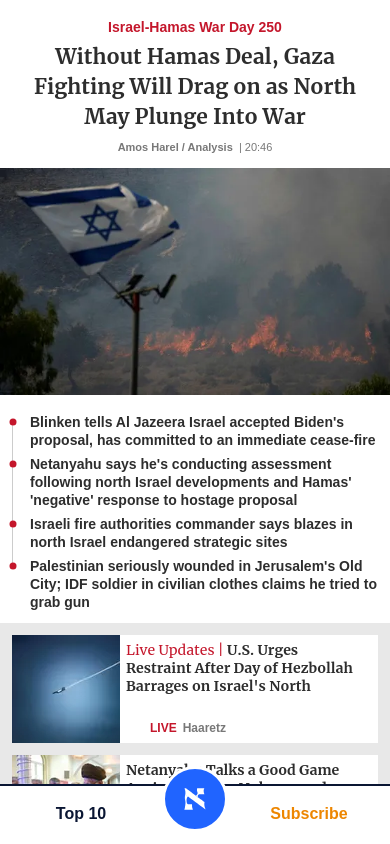 Israel-Hamas War Day 250
Without Hamas Deal, Gaza
Fighting Will Drag on as North
May Plunge Into War
Amos Harel / Analysis | 20:46
Blinken tells Al Jazeera Israel accepted Biden's
proposal, has committed to an immediate cease-fire
Netanyahu says he's conducting assessment
following north Israel developments and Hamas'
'negative' response to hostage proposal
Israeli fire authorities commander says blazes in
north Israel endangered strategic sites
Palestinian seriously wounded in Jerusalem's Old
City; IDF soldier in civilian clothes claims he tried to
grab gun
Live Updates | U.S. Urges
Restraint After Day of Hezbollah
Barrages on Israel's North
LIVE Haaretz
Talks a Good Game
Top 10
Subscribe